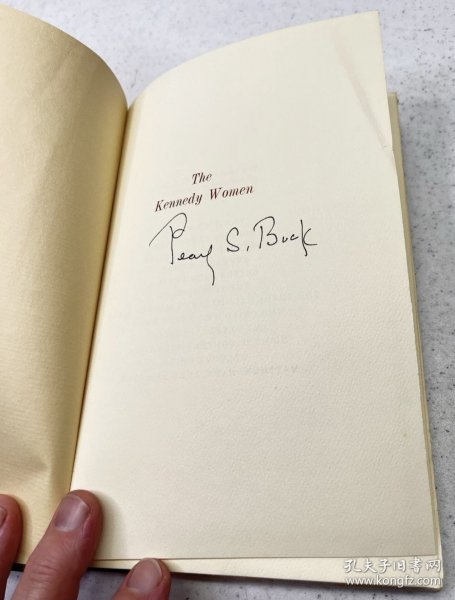 The
Kennedy Women
Pearl S. Buck
孔夫子旧书网
www.kongfz.com